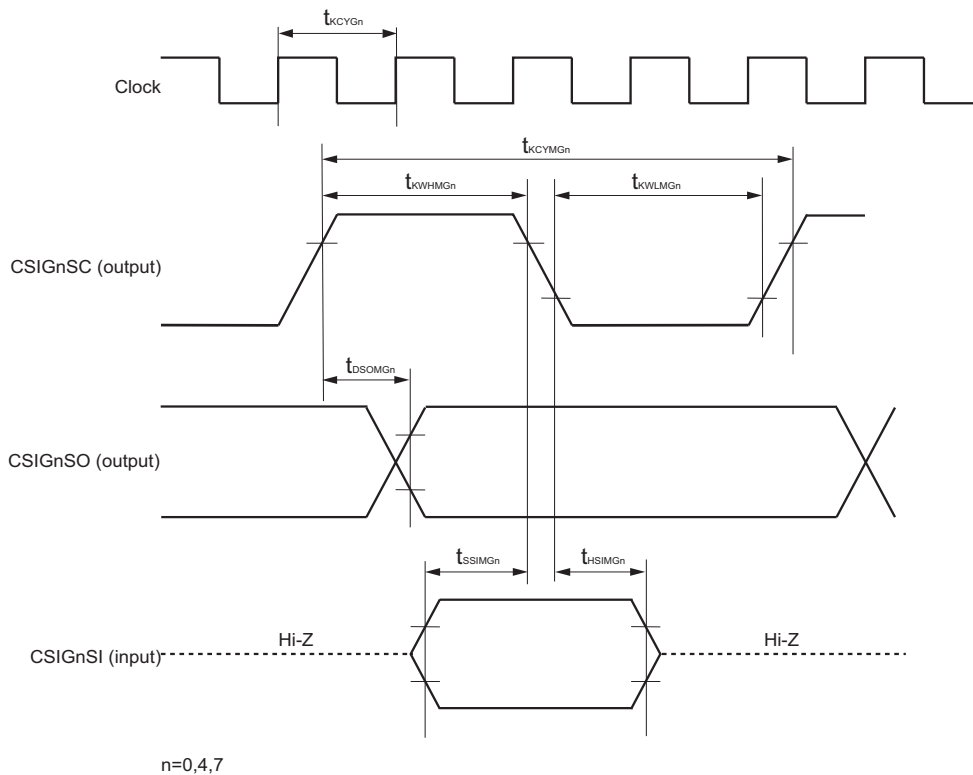 tKCYGn
Clock
tKCYMGn
tKWHMGn
tKWLMGn
CSIGnSC (output)
tDSOMGn
CSIGnSO (output)
tSSIMGn
tHSIMGn
Hi-Z
Hi-Z
CSIGnSI (input)
n=0,4,7